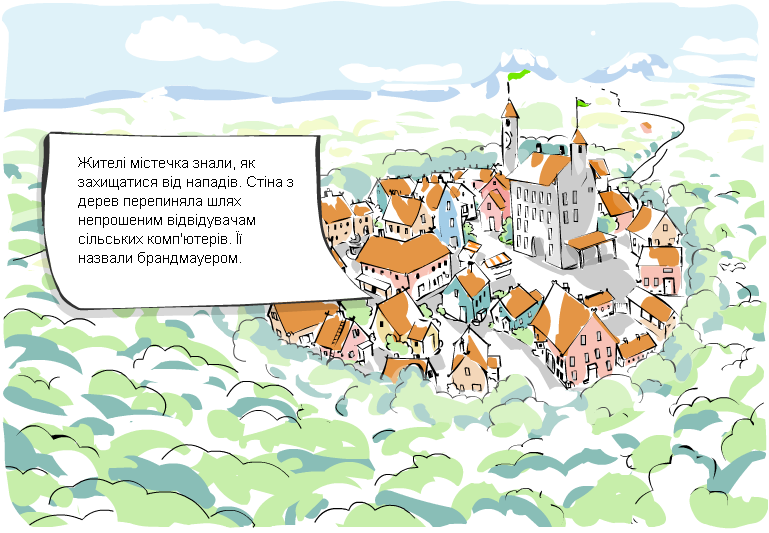 Жителі містечка знали, як
захищатися від нападів. Стіна з
дерев перепиняла шлях
непрошеним відвідувачам
сільських комп'ютерів. Її
назвали брандмауером.